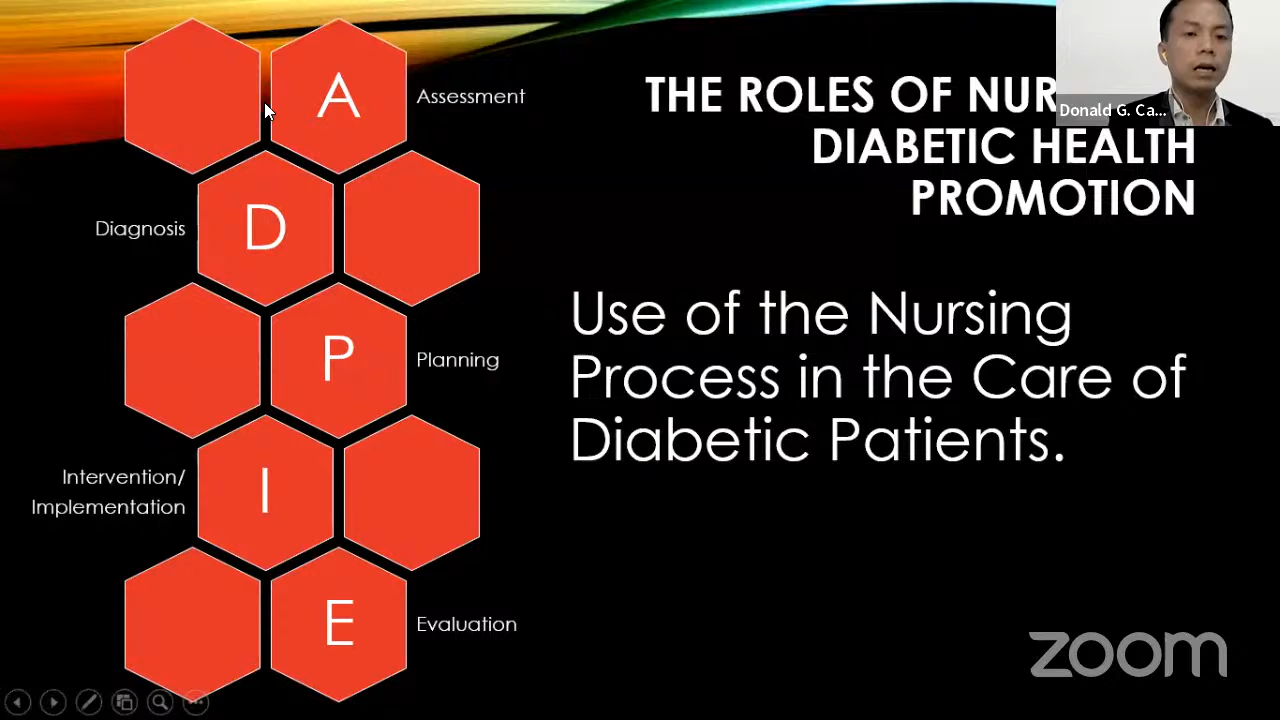 A
Assessment
D
Diagnosis
P
Planning
I
Intervention/
Implementation
E
Evaluation
THE ROLES OF
DIABETIC HEALTH
PROMOTION
Use of the Nursing
Process in the Care of
Diabetic Patients.
Donald G. Ca...
zoom